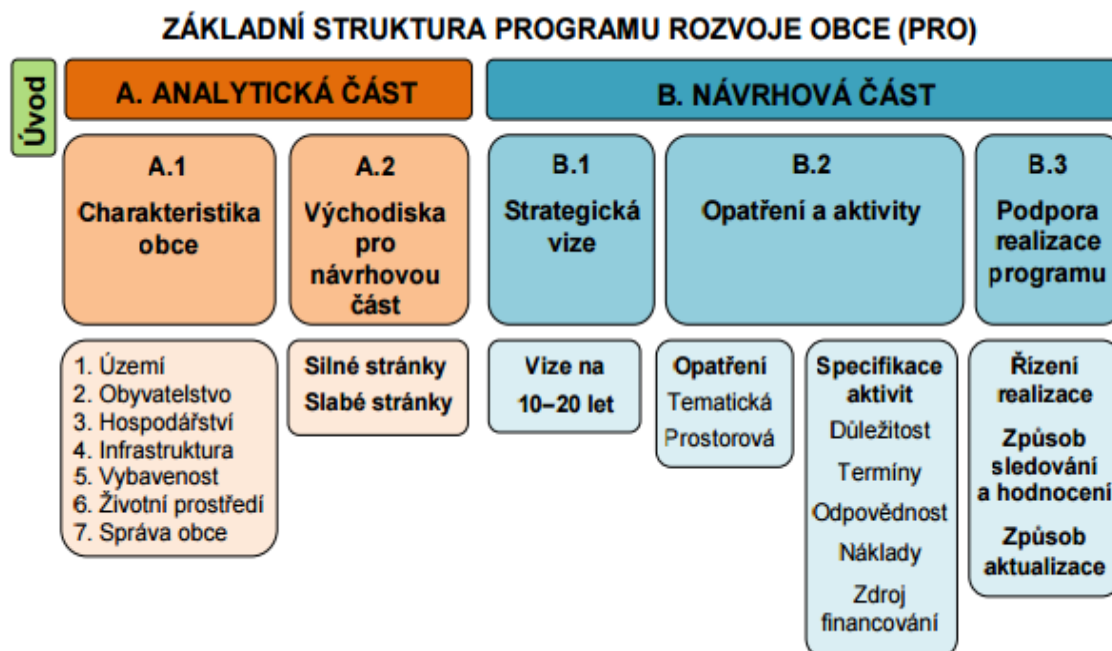 ZÁKLADNÍ STRUKTURA PROGRAMU ROZVOJE OBCE (PRO)
Úvod
A. ANALYTICKÁ ČÁST
B. NÁVRHOVÁ ČÁST
A.1
Charakteristika
obce
A.2
Východiska
pro
návrhovou
část
B.1
Strategická
vize
B.2
Opatření a aktivity
B.3
Podpora
realizace
programu
1. Území
2. Obyvatelstvo
3. Hospodářství
4. Infrastruktura
5. Vybavenost
6. Životní prostředí
7. Správa obce
Silné stránky
Slabé stránky
Vize na
10–20 let
Opatření
Tematická
Prostorová
Specifikace
aktivit
Důležitost
Termíny
Odpovědnost
Náklady
Zdroj
financování
Řízení
realizace
Způsob
sledování
a hodnocení
Způsob
aktualizace